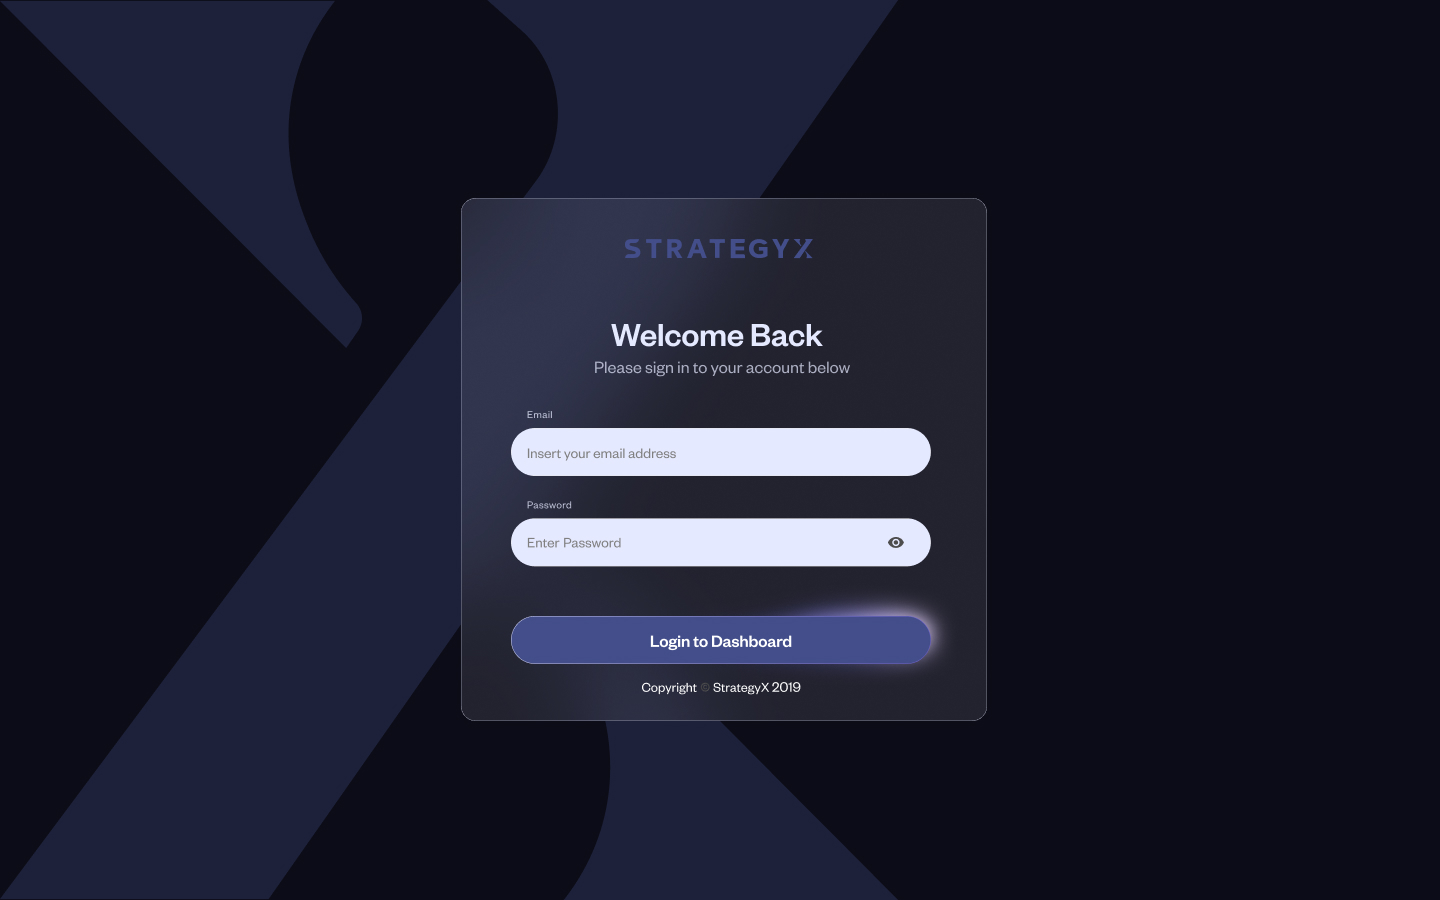 STRATEGYX
Welcome Back
Please sign in to your account below
Email
Insert your email address
Password
Enter Password
Login to Dashboard
Copyright © StrategyX 2019